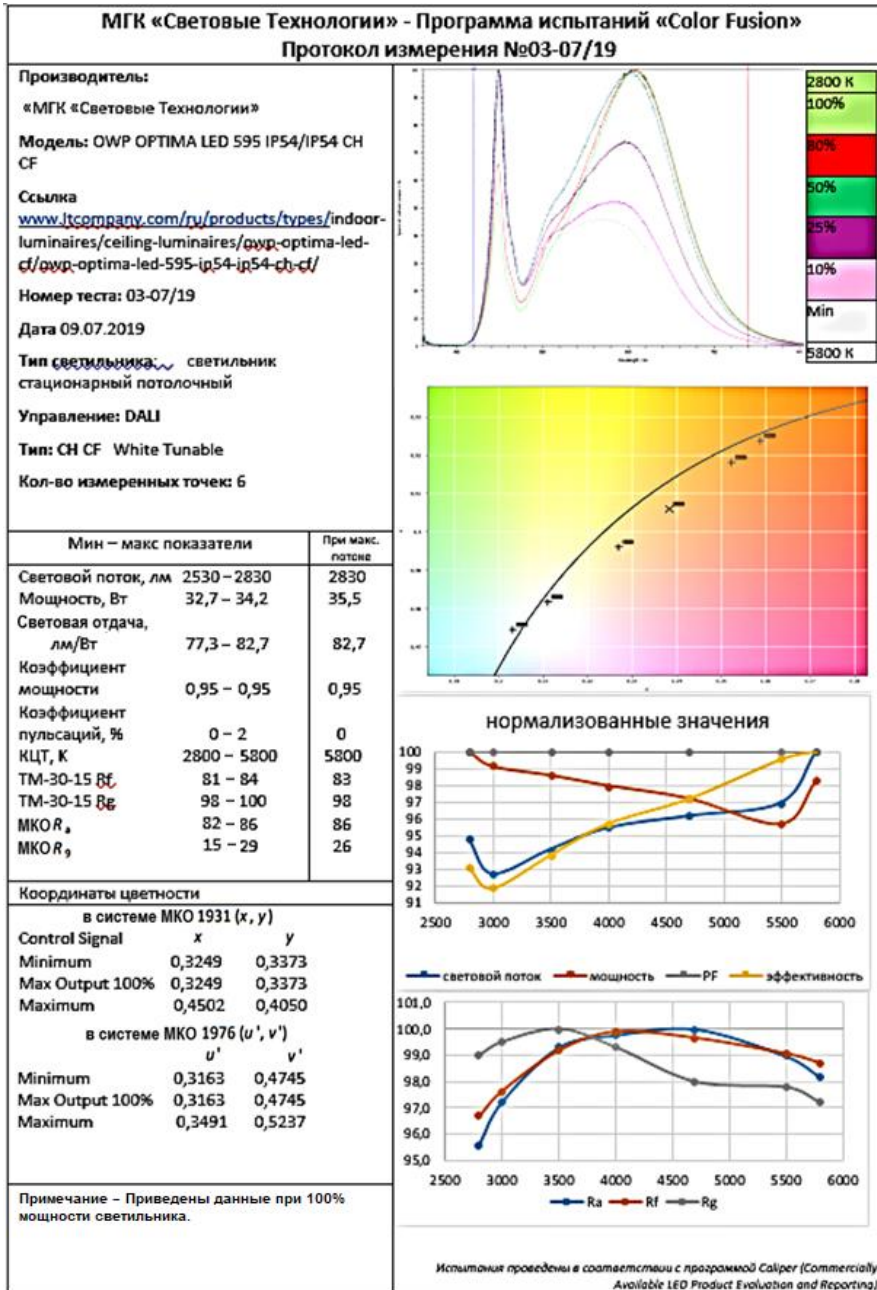 МГК «Световые Технологии» - Программа испытаний «Color Fusion»
Протокол измерения №03-07/19
Производитель:
«МГК «Световые Технологии»
Модель: OWP OPTIMA LED 595 IP54/IP54 CH
CF
Ссылка
www.ltcompany.com/ru/products/types/indoor-
luminaires/ceiling-luminaires/owp-optima-led-
cf/owp-optima-led-595-ip54-ip54-ch-cf/
Номер теста: 03-07/19
Дата 09.07.2019
Тип светильника: светильник
стационарный потолочный
Управление: DALI
Тип: CH CF White Tunable
Кол-во измеренных точек: 6
2800 K
100%
80%
50%
25%
10%
Min
5800 K
Мин – макс показатели При макс. потоке
Световой поток, лм 2530 – 2830 2830
Мощность, Вт 32,7 – 34,2 35,5
Световая отдача,
лм/Вт 77,3 – 82,7 82,7
Коэффициент
мощности 0,95 – 0,95 0,95
Коэффициент
пульсаций, % 0 – 2 0
КЦТ, К 2800 – 5800 5800
TM-30-15 Rf 81 – 84 83
TM-30-15 Rg 98 – 100 98
МКО Ra 82 – 86 86
МКО R9 15 – 29 26
Координаты цветности
в системе МКО 1931 (x, y)
Control Signal x y
Minimum 0,3249 0,3373
Max Output 100% 0,3249 0,3373
Maximum 0,4502 0,4050
в системе МКО 1976 (u', v')
u' v'
Minimum 0,3163 0,4745
Max Output 100% 0,3163 0,4745
Maximum 0,3491 0,5237
Примечание – Приведены данные при 100%
мощности светильника.
нормализованные значения
100
99
98
97
96
95
94
93
92
91
2500 3000 3500 4000 4500 5000 5500 6000
световой поток мощность PF эффективность
101,0
100,0
99,0
98,0
97,0
96,0
95,0
2500 3000 3500 4000 4500 5000 5500 6000
Ra Rf Rg
Испытания проведены в соответствии с программой Caliper (Commercially
Available LED Product Evaluation and Reporting)